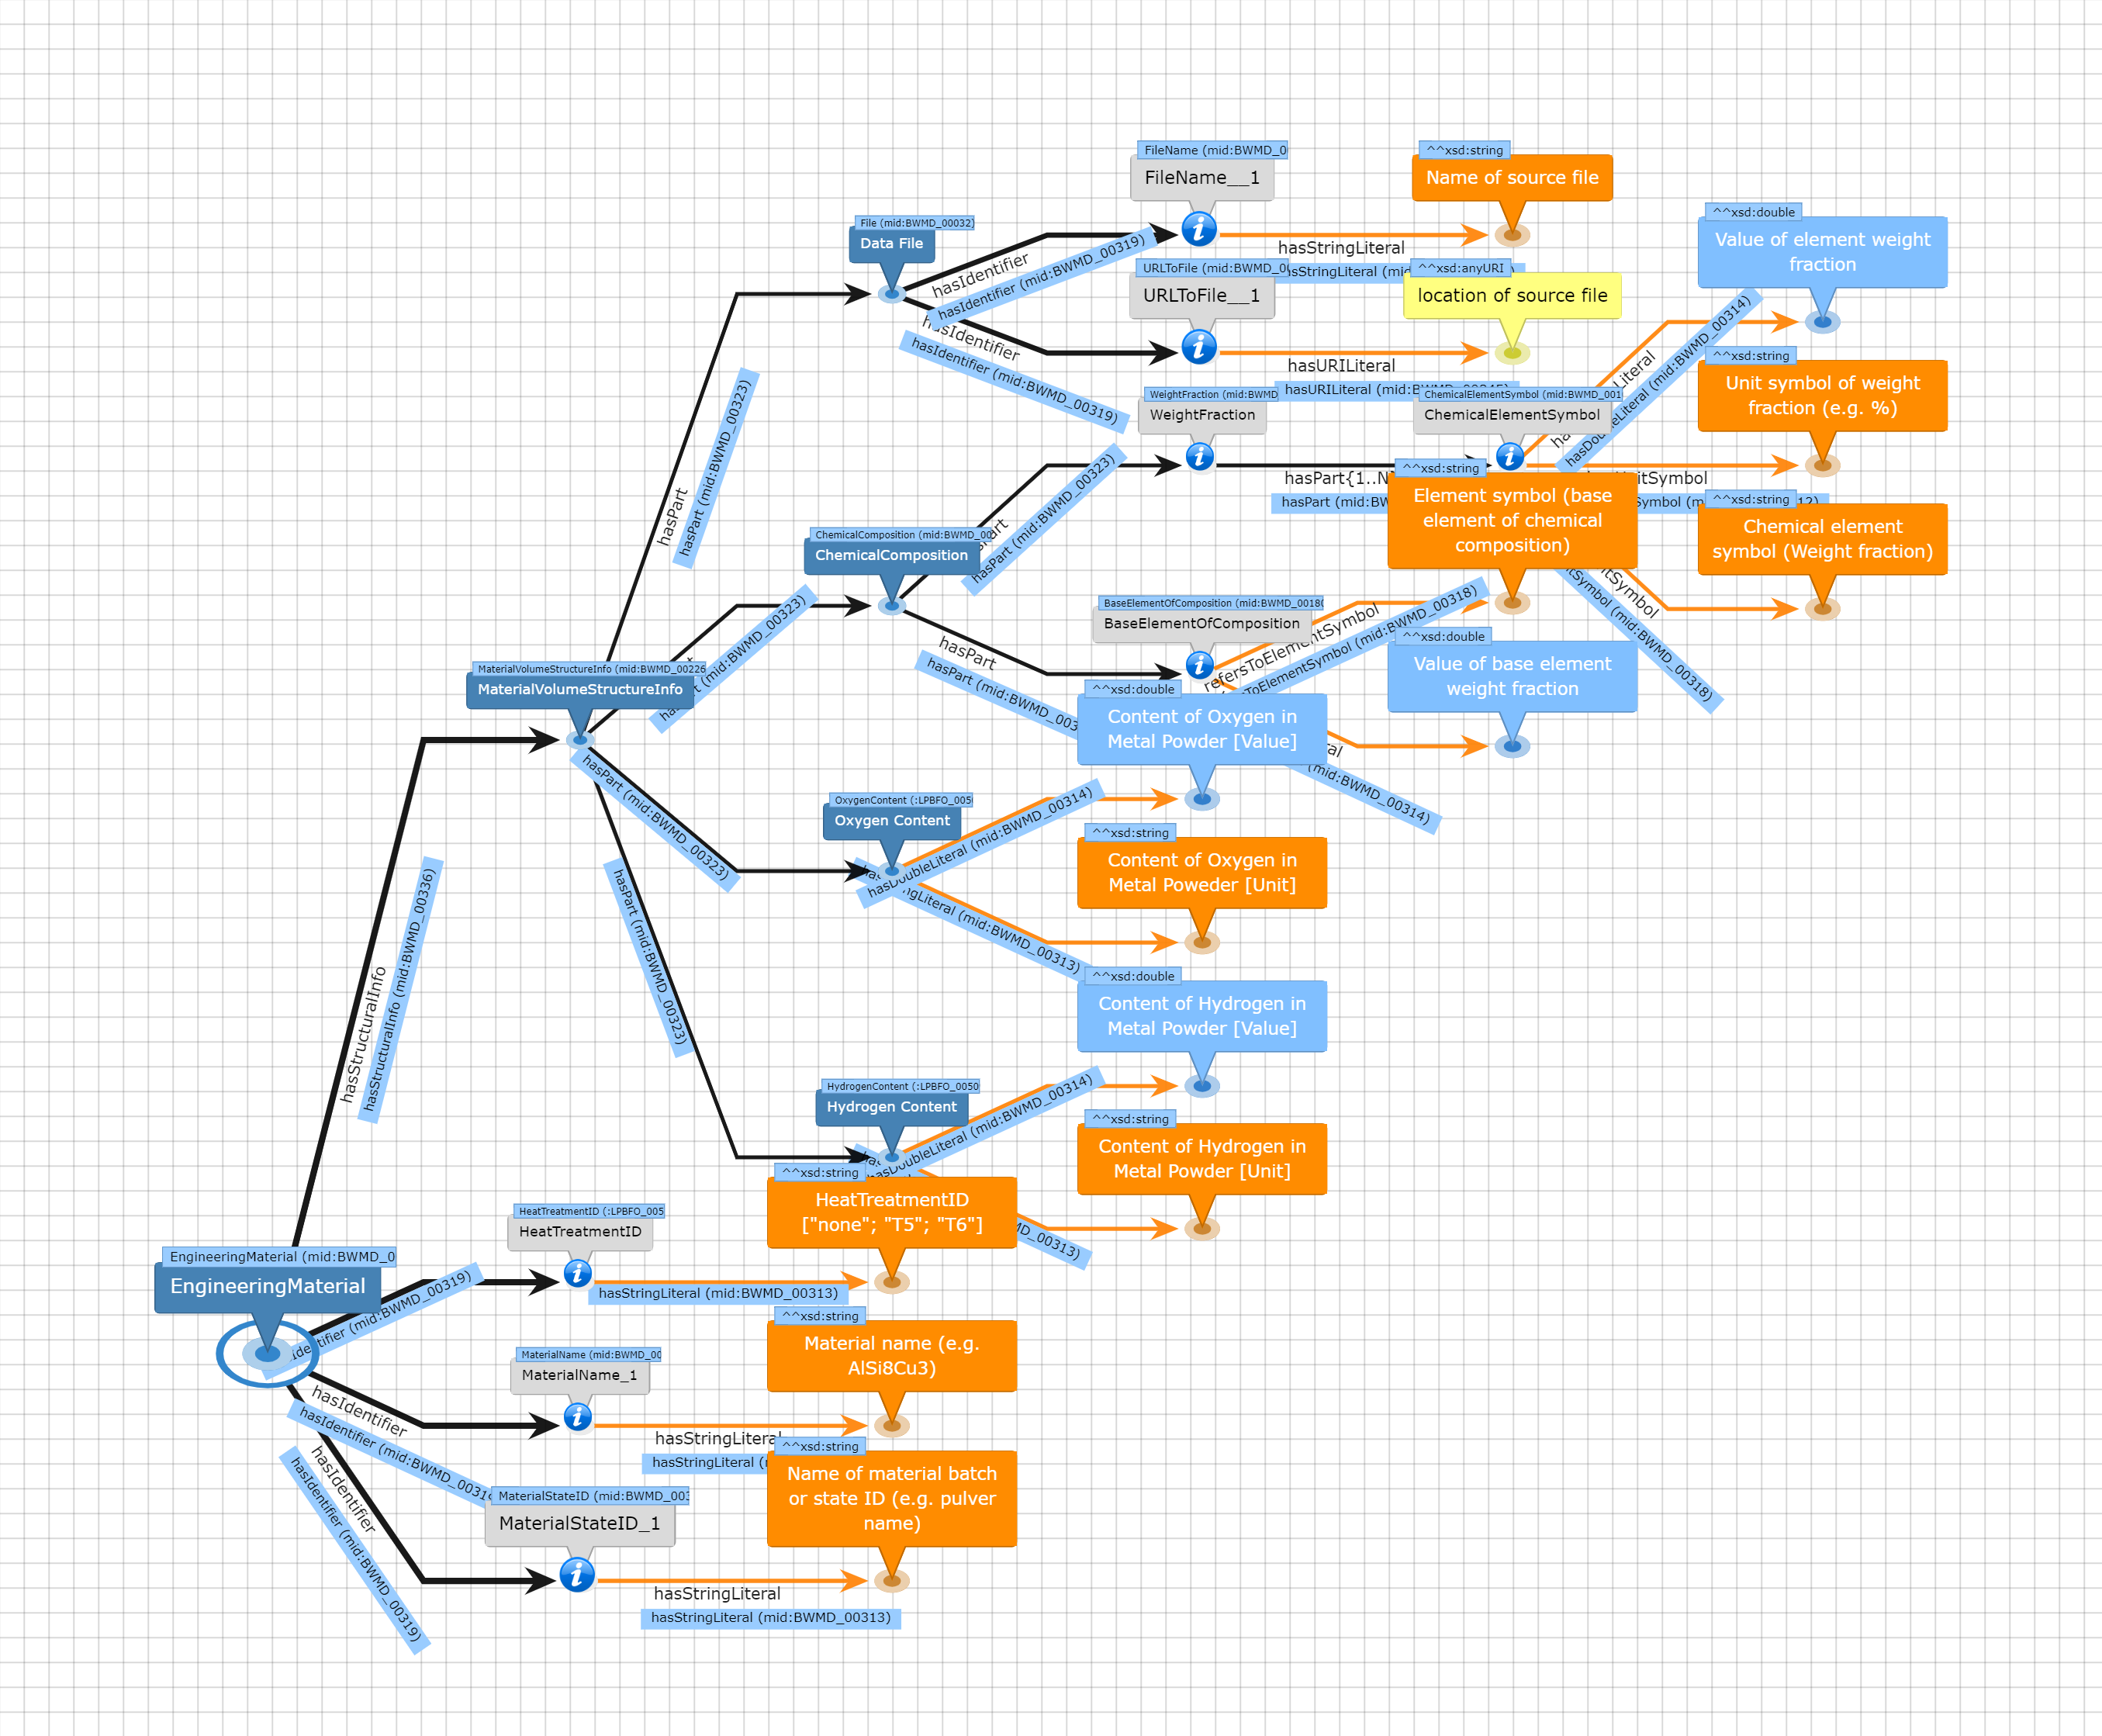 FileName (mid:BWMD_0
FileName__1
^^xsd:string
Name of source file
hasStringLiteral
File (mid:BWMD_00032)
Data File
hasIdentifier
hasIdentifier (mid:BWMD_00319)
URLToFile (mid:BWMD_0
URLToFile__1
^^xsd:anyURI
location of source file
hasIdentifier
hasIdentifier (mid:BWMD_00319)
hasURILiteral
^^xsd:double
Value of element weight
fraction
hasDoubleLiteral (mid:BWMD_00314)
WeightFraction (mid:BWMD
WeightFraction
ChemicalElementSymbol (mid:BWMD_001
ChemicalElementSymbol
^^xsd:string
Unit symbol of weight
fraction (e.g. %)
hasPart{1..N
hasPart (mid:BW
^^xsd:string
Element symbol (base
element of chemical
composition)
^^xsd:string
Chemical element
symbol (Weight fraction)
hasPart
hasPart (mid:BWMD_00323)
ChemicalComposition (mid:BWMD_00
ChemicalComposition
hasPart (mid:BWMD_00323)
hasPart
hasPart (mid:BWMD_003
BaseElementOfComposition (mid:BWMD_0018
BaseElementOfComposition
refersToElementSymbol
ToElementSymbol (mid:BWMD_00318)
Symbol (mid:BWMD_00318)
^^xsd:double
Value of base element
weight fraction
(mid:BWMD_00314)
MaterialVolumeStructureInfo (mid:BWMD_00226
MaterialVolumeStructureInfo
(mid:BWMD_00323)
hasPart (mid:BWMD_00323)
hasPart (mid:BWMD_00323)
^^xsd:double
Content of Oxygen in
Metal Powder [Value]
OxygenContent (:LPBFO_005
Oxygen Content
hasDoubleLiteral (mid:BWMD_00314)
ngLiteral (mid:BWMD_00313)
^^xsd:string
Content of Oxygen in
Metal Poweder [Unit]
^^xsd:double
Content of Hydrogen in
Metal Powder [Value]
HydrogenContent (:LPBFO_0050
Hydrogen Content
hasDoubleLiteral (mid:BWMD_00314)
^^xsd:string
Content of Hydrogen in
Metal Powder [Unit]
MD_00313)
hasStructuralInfo
hasStructuralInfo (mid:BWMD_00336)
EngineeringMaterial (mid:BWMD_0
EngineeringMaterial
HeatTreatmentID (:LPBFO_005
HeatTreatmentID
hasStringLiteral (mid:BWMD_00313)
^^xsd:string
HeatTreatmentID
["none"; "T5"; "T6"]
entifier (mid:BWMD_00319)
MaterialName (mid:BWMD_00
MaterialName_1
^^xsd:string
Material name (e.g.
AlSi8Cu3)
hasIdentifier
hasIdentifier (mid:BWMD_0031
hasStringLiteral
hasStringLiteral (
MaterialStateID (mid:BWMD_003
MaterialStateID_1
^^xsd:string
Name of material batch
or state ID (e.g. pulver
name)
hasIdentifier
hasIdentifier (mid:BWMD_00319)
hasStringLiteral
hasStringLiteral (mid:BWMD_00313)